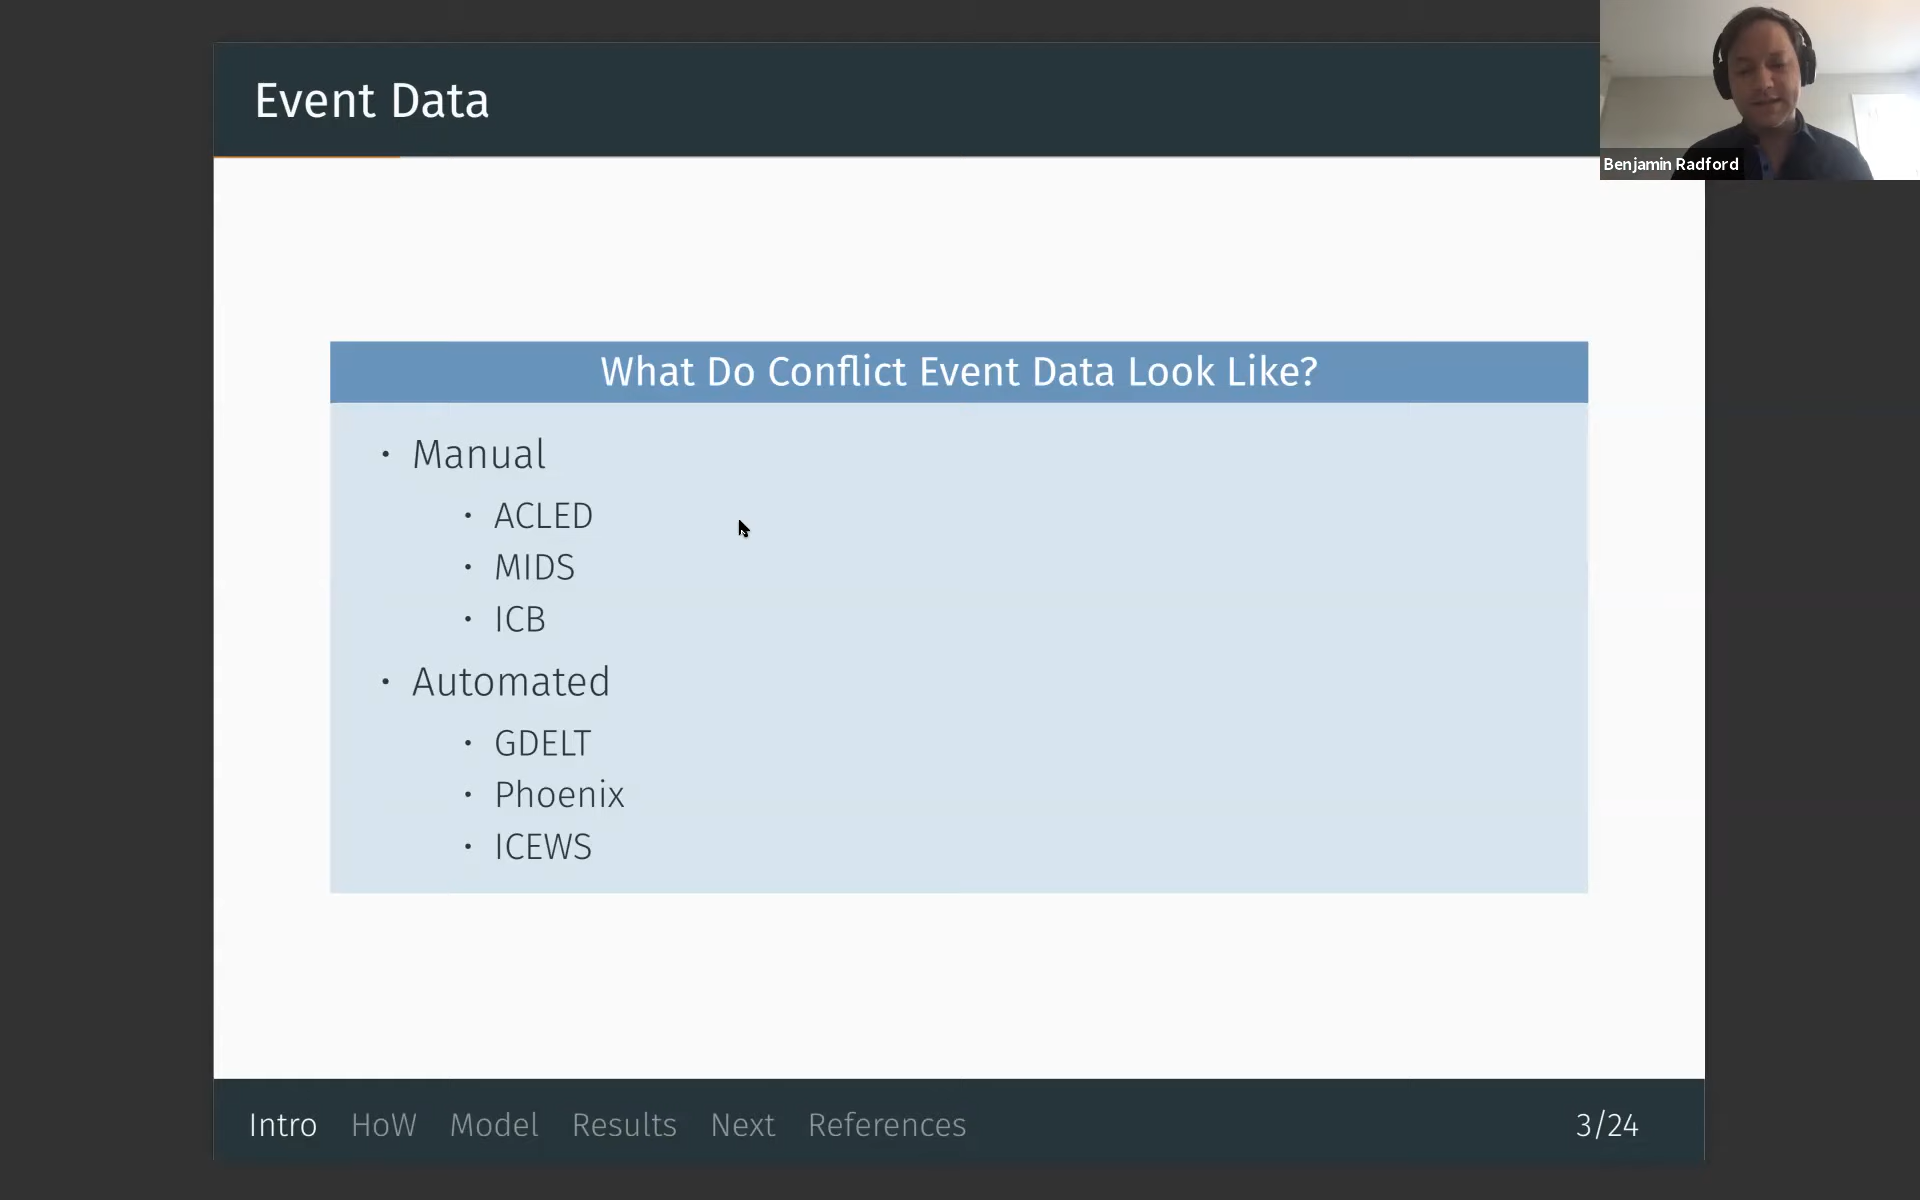 Event Data
Benjamin Radford
What Do Conflict Event Data Look Like?
• Manual
• ACLED
• MIDS
• ICB
• Automated
• GDELT
• Phoenix
• ICEWS
Intro HoW Model Results Next References 3/24